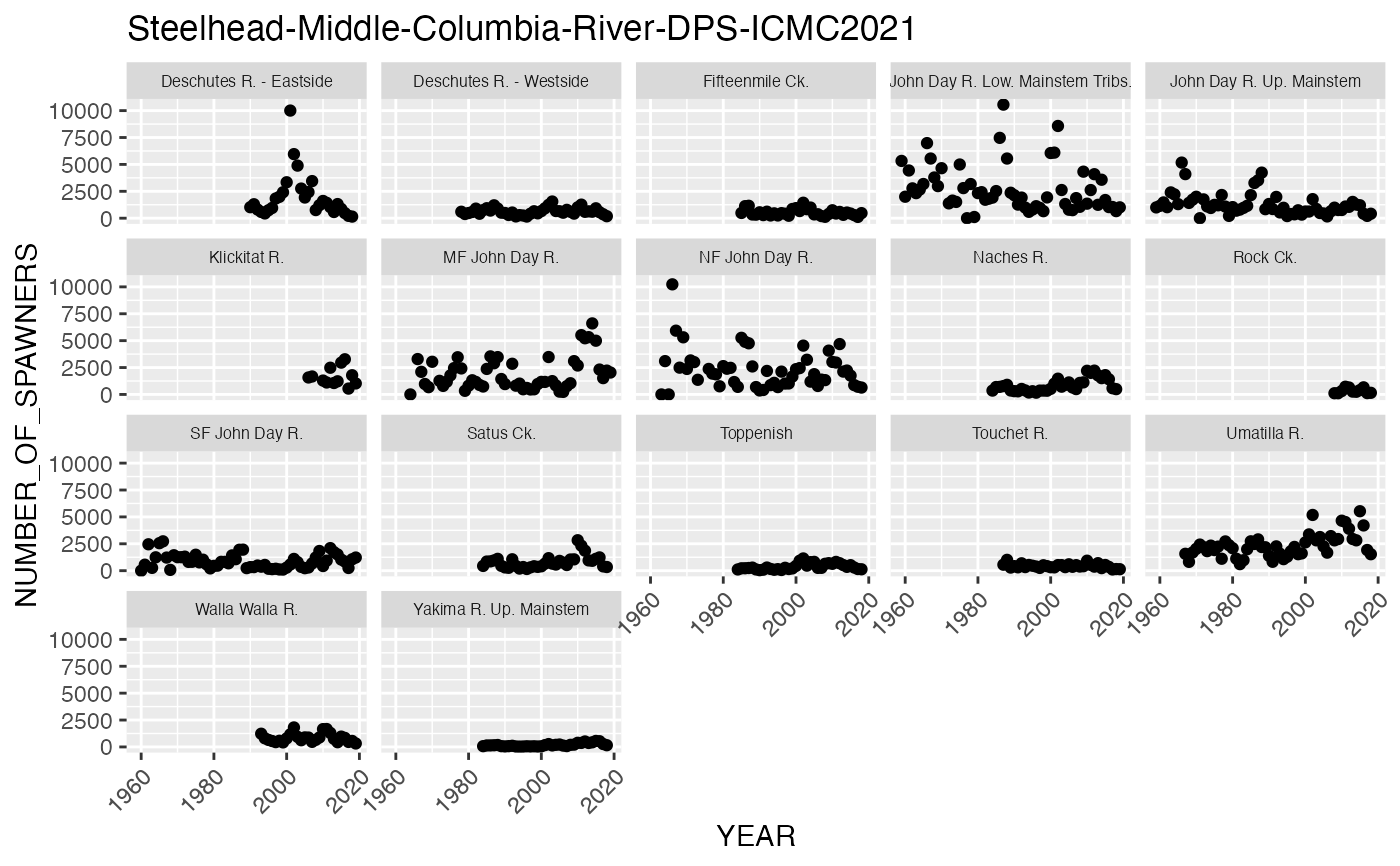 Steelhead-Middle-Columbia-River-DPS-ICMC2021
Deschutes R. - Eastside
Deschutes R. - Westside
Fifteenmile Ck.
John Day R. Low. Mainstem Tribs.
John Day R. Up. Mainstem
10000
7500
5000
2500
0
Klickitat R.
MF John Day R.
NF John Day R.
Naches R.
Rock Ck.
10000
7500
5000
2500
0
SF John Day R.
Satus Ck.
Toppenish
Touchet R.
Umatilla R.
10000
7500
5000
2500
0
1960
1980
2000
2020
1960
1980
2000
2020
1960
1980
2000
2020
Walla Walla R.
Yakima R. Up. Mainstem
10000
7500
5000
2500
0
1960
1980
2000
2020
1960
1980
2000
2020
NUMBER_OF_SPAWNERS
YEAR